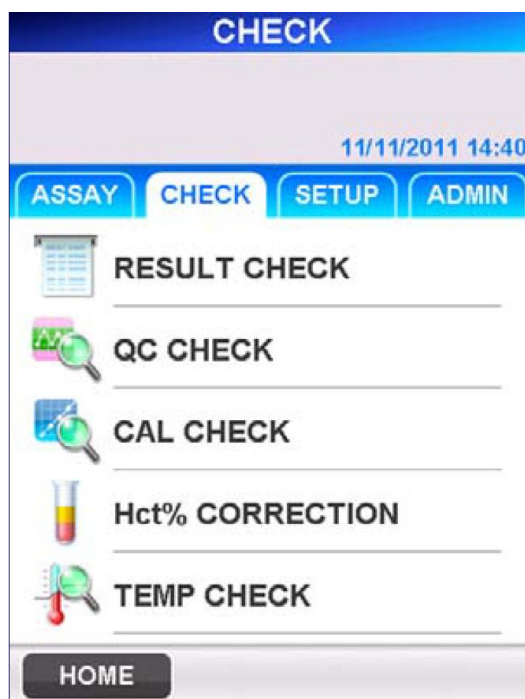 CHECK
11/11/2011 14:40
ASSAY CHECK SETUP ADMIN
RESULT CHECK
QC CHECK
CAL CHECK
Hct% CORRECTION
TEMP CHECK
HOME